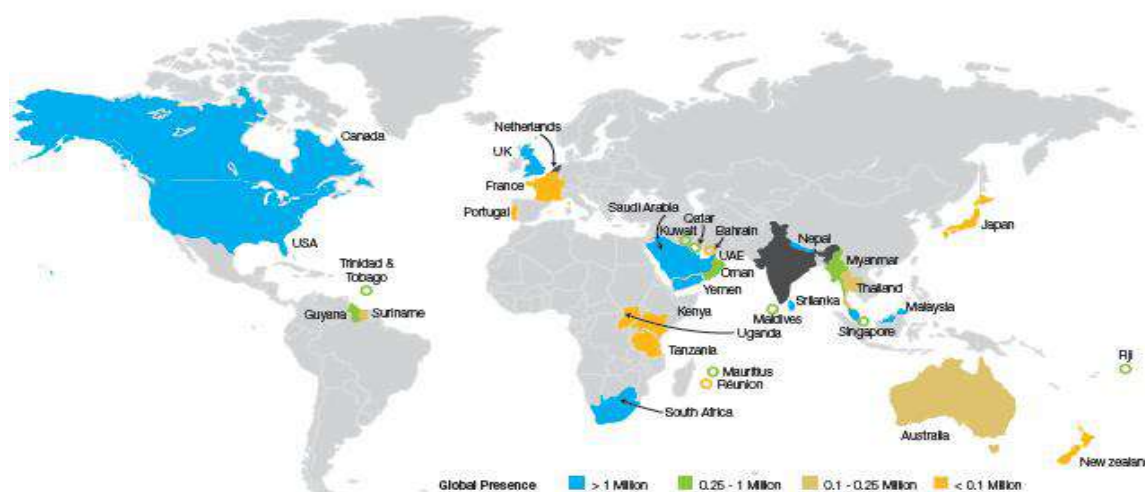 Canada
Netherlands
UK
France
Portugal
Saudi Arabia
Qatar
Kuwait
Bahrain
Nepal
Japan
USA
UAE
Myanmar
Trinidad &
Tobago
Oman
Thailand
Yemen
Srilanka
Malaysia
Guyana
Suriname
Kenya
Maldives
Singapore
Uganda
Tanzania
Fiji
Mauritius
Réunion
South Africa
Australia
New zealan
Global Presence
> 1 Million
0.25 - 1 Million
0.1 - 0.25 Million
< 0.1 Million